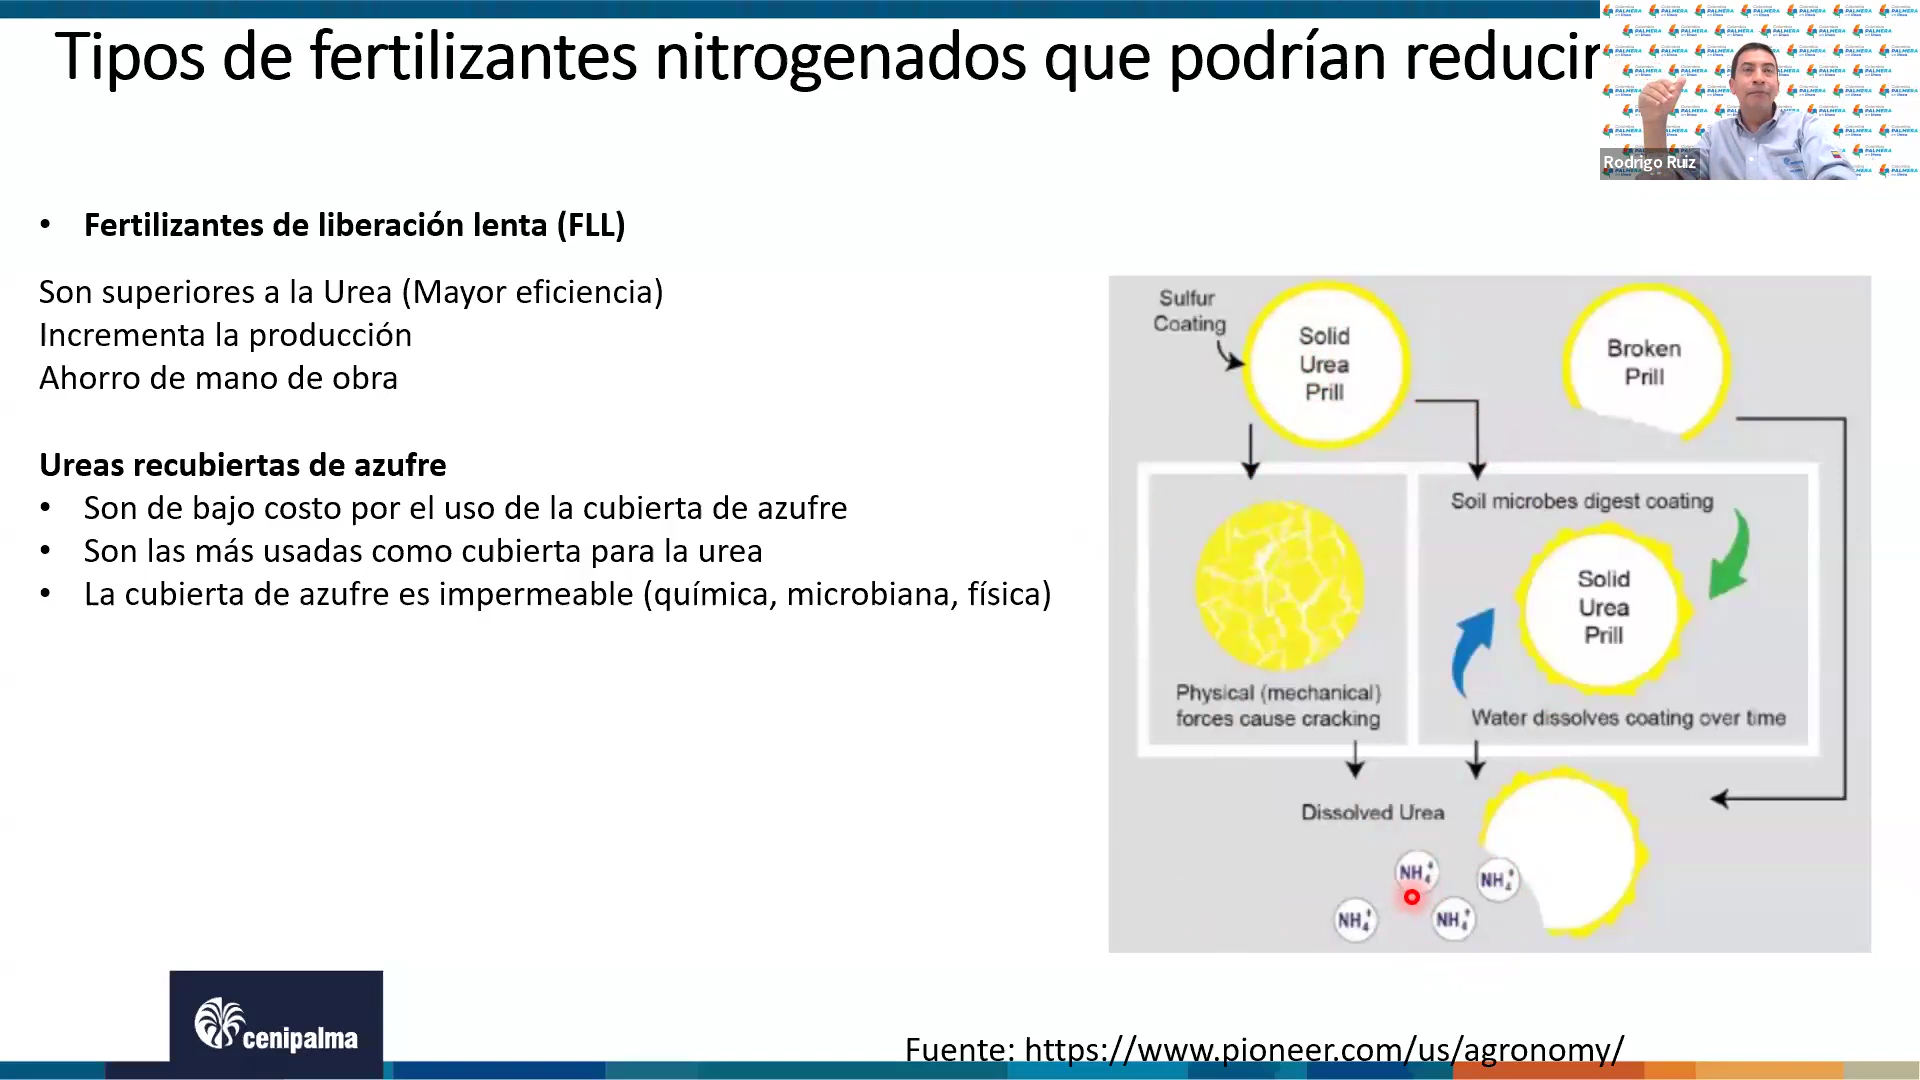 Tipos de fertilizantes nitrogenados que podrían reducir
Rodrigo Ruiz
• Fertilizantes de liberación lenta (FLL)
Son superiores a la Urea (Mayor eficiencia)
Incrementa la producción
Ahorro de mano de obra
Ureas recubiertas de azufre
• Son de bajo costo por el uso de la cubierta de azufre
• Son las más usadas como cubierta para la urea
• La cubierta de azufre es impermeable (química, microbiana, física)
Sulfur
Coating
Solid
Urea
Prill
Broken
Prill
Soil microbes digest coating
Solid
Urea
Prill
Physical (mechanical)
forces cause cracking
Water dissolves coating over time
Dissolved Urea
NH₄⁺
NH₄⁺
NH₄⁺
NH₄⁺
cenipalma
Fuente: https://www.pioneer.com/us/agronomy/